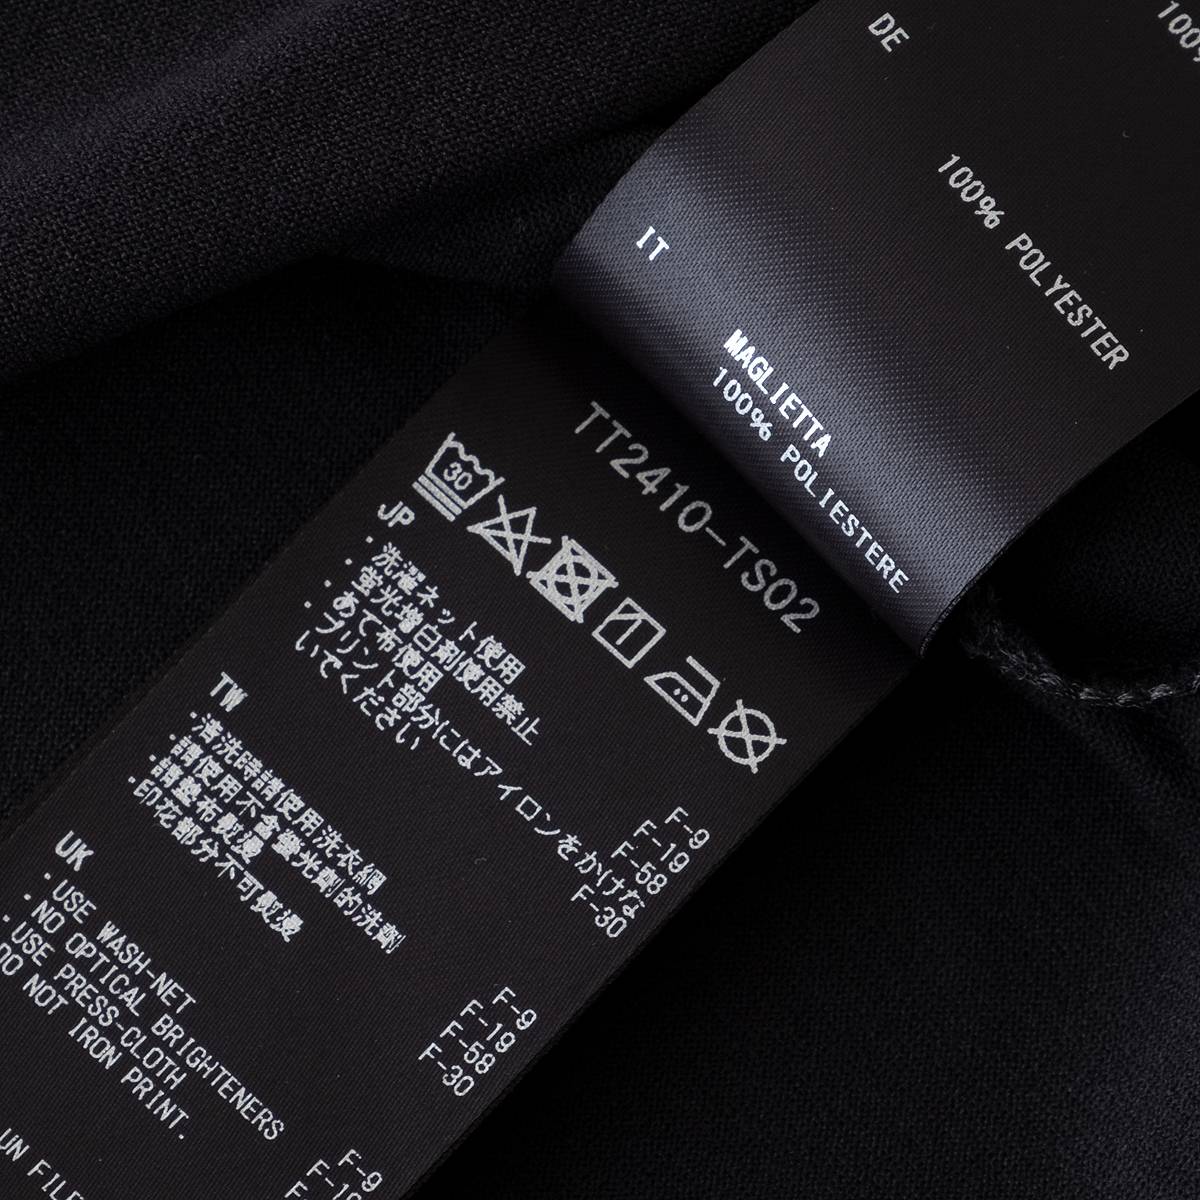 DE
100%
100% POLYESTER
IT
MAGLIETTA
100% POLIESTERE
TT2410-TS02
30
JP
・洗濯ネット使用 F-9
・蛍光増白剤使用禁止 F-19
・あて布使用 F-58
・プリント部分にはアイロンをかけな F-30
いでください
TW
·清洗時請使用洗衣網 F-9
·請使用不含螢光劑的洗劑 F-19
·請墊布熨燙 F-58
·印花部分不可熨燙 F-30
UK
·USE WASH-NET F-9
·NO OPTICAL BRIGHTENERS
·USE PRESS-CLOTH
DO NOT IRON PRINT.
UN FILE